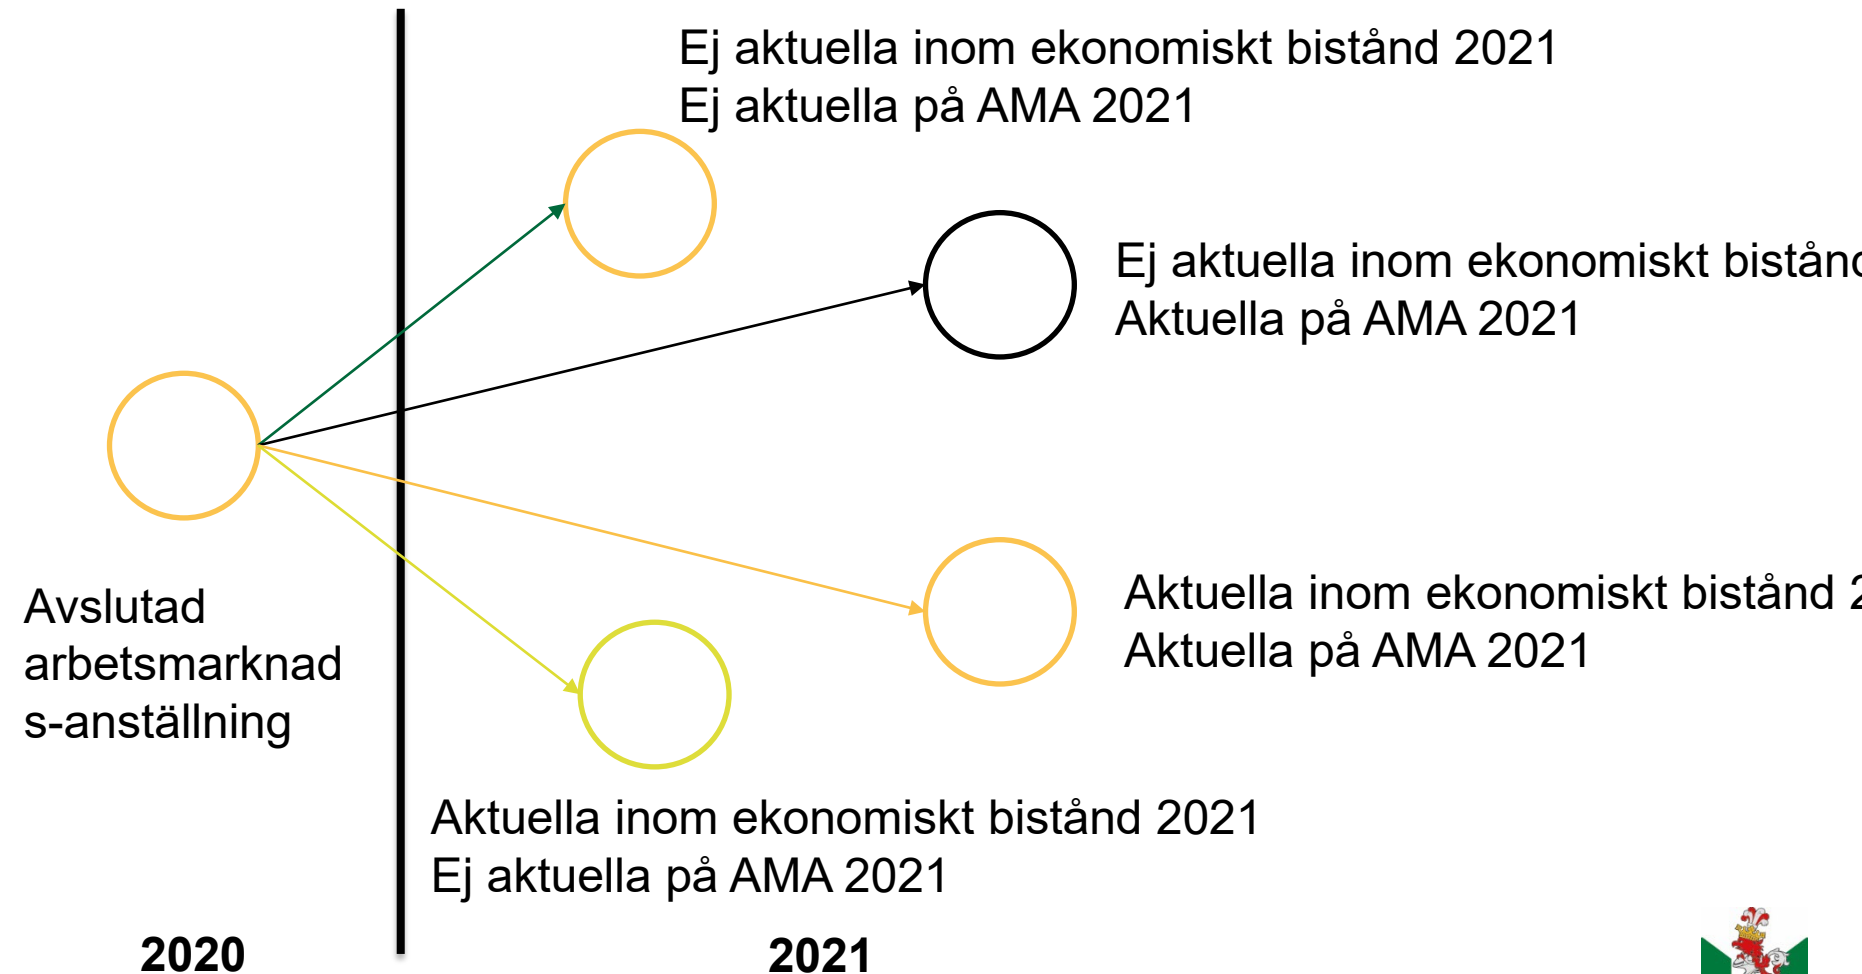 Ej aktuella inom ekonomiskt bistånd 2021
Ej aktuella på AMA 2021
Ej aktuella inom ekonomiskt
Aktuella på AMA 2021
Aktuella inom ekonomiskt bistånd
Aktuella på AMA 2021
Avslutad
arbetsmarknad
s-anställning
Aktuella inom ekonomiskt bistånd 2021
Ej aktuella på AMA 2021
2020
2021